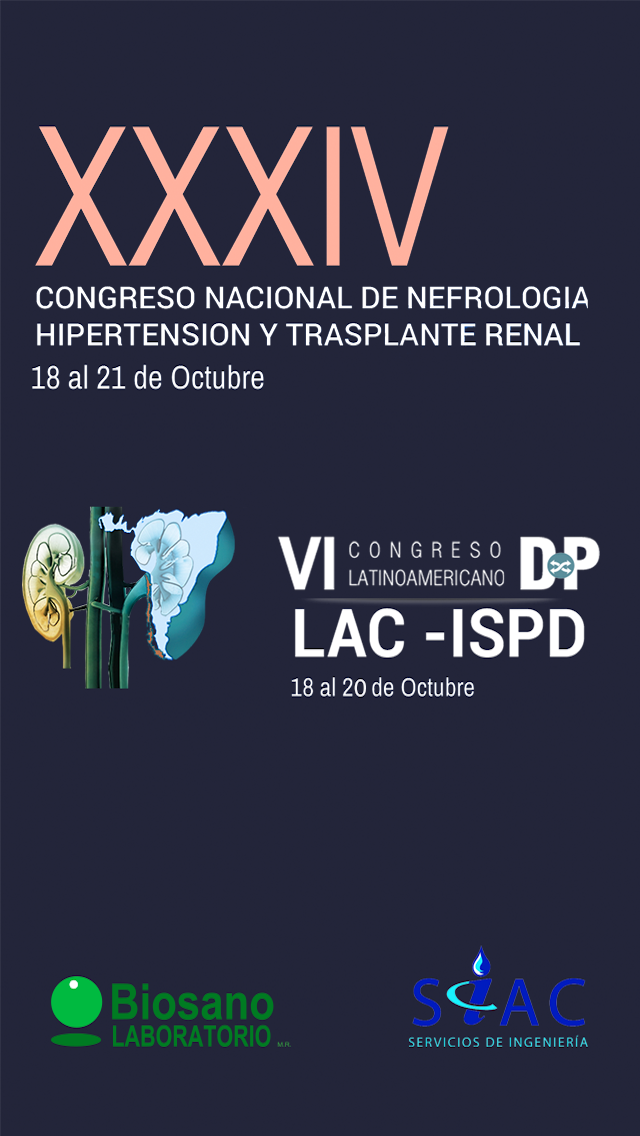 XXXIV
CONGRESO NACIONAL DE NEFROLOGIA
HIPERTENSION Y TRASPLANTE RENAL
18 al 21 de Octubre
VI CONGRESO LATINOAMERICANO DP
LAC -ISPD
18 al 20 de Octubre
Biosano
LABORATORIO M.R.
SiAC
SERVICIOS DE INGENIERÍA